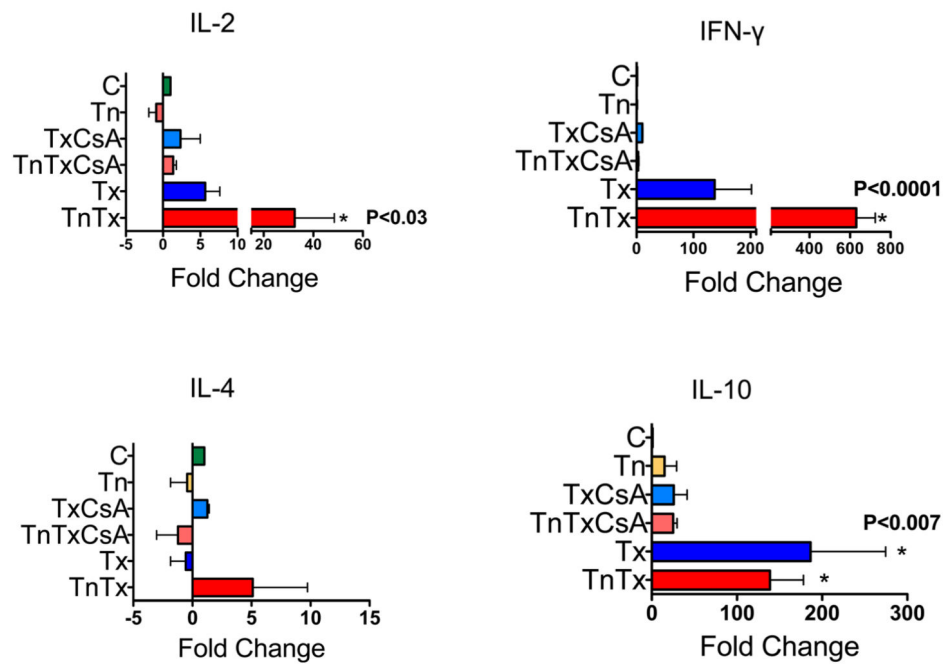 IL-2
C
Tn
TxCsA
TnTxCsA
Tx
TnTx
* P<0.03
-5 0 5 10 20 40 60
Fold Change
IFN-γ
C
Tn
TxCsA
TnTxCsA
Tx
P<0.0001
TnTx
*
0 100 200 400 600 800
Fold Change
IL-4
C
Tn
TxCsA
TnTxCsA
Tx
TnTx
-5 0 5 10 15
Fold Change
IL-10
C
Tn
TxCsA
TnTxCsA
P<0.007
Tx
*
TnTx
*
0 100 200 300
Fold Change